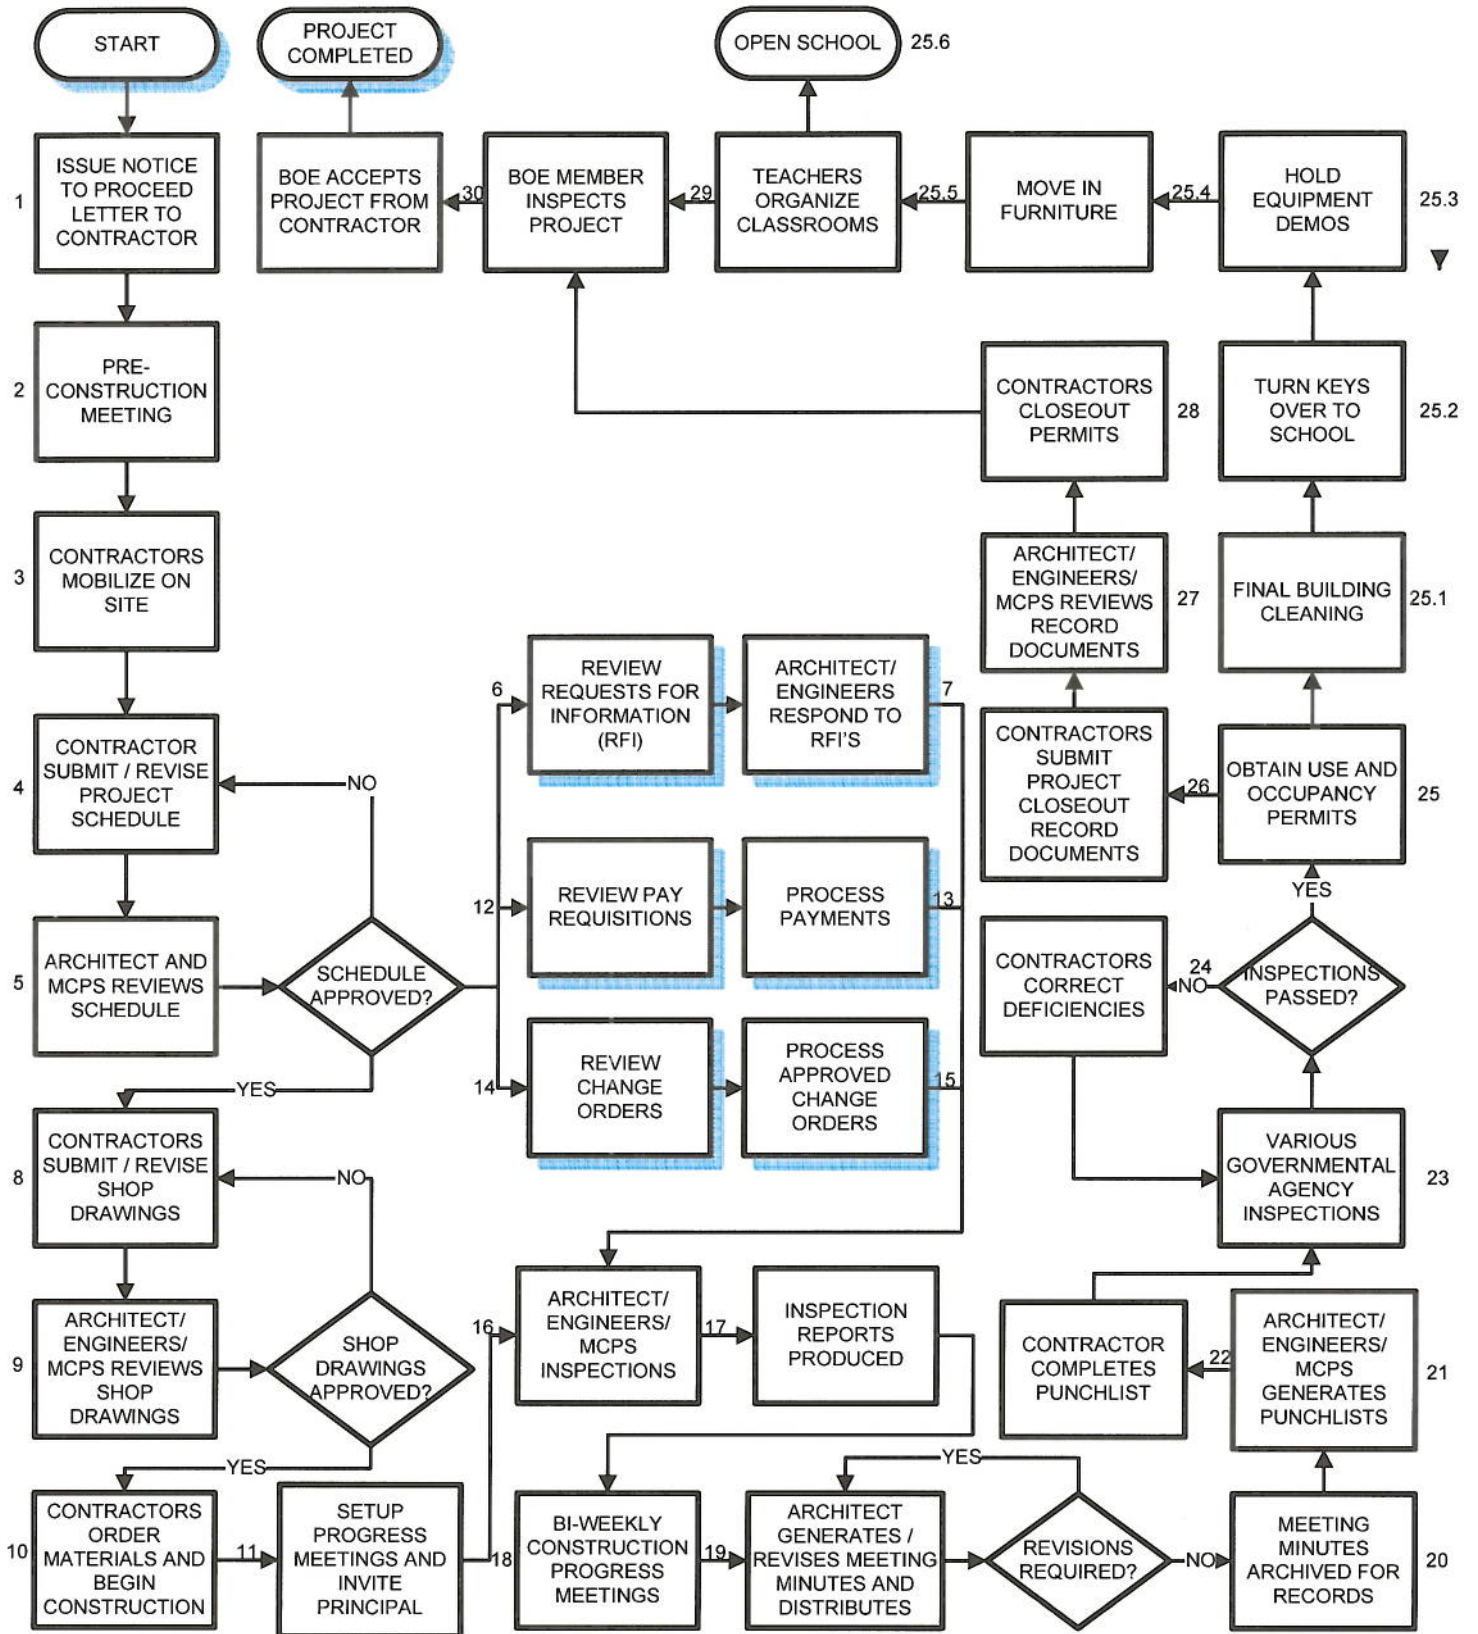 START
PROJECT
COMPLETED
OPEN SCHOOL
25.6
1
ISSUE NOTICE
TO PROCEED
LETTER TO
CONTRACTOR
BOE ACCEPTS
PROJECT FROM
CONTRACTOR
30
BOE MEMBER
INSPECTS
PROJECT
29
TEACHERS
ORGANIZE
CLASSROOMS
25.5
MOVE IN
FURNITURE
25.4
HOLD
EQUIPMENT
DEMOS
25.3
2
PRE-
CONSTRUCTION
MEETING
CONTRACTORS
CLOSEOUT
PERMITS
28
TURN KEYS
OVER TO
SCHOOL
25.2
3
CONTRACTORS
MOBILIZE ON
SITE
ARCHITECT/
ENGINEERS/
MCPS REVIEWS
RECORD
DOCUMENTS
27
FINAL BUILDING
CLEANING
25.1
4
CONTRACTOR
SUBMIT / REVISE
PROJECT
SCHEDULE
NO
6
REVIEW
REQUESTS FOR
INFORMATION
(RFI)
ARCHITECT/
ENGINEERS
RESPOND TO
RFI'S
7
CONTRACTORS
SUBMIT
PROJECT
CLOSEOUT
RECORD
DOCUMENTS
26
OBTAIN USE AND
OCCUPANCY
PERMITS
25
YES
5
ARCHITECT AND
MCPS REVIEWS
SCHEDULE
SCHEDULE
APPROVED?
12
REVIEW PAY
REQUISITIONS
PROCESS
PAYMENTS
13
CONTRACTORS
CORRECT
DEFICIENCIES
24
NO
INSPECTIONS
PASSED?
YES
14
REVIEW
CHANGE
ORDERS
PROCESS
APPROVED
CHANGE
ORDERS
15
8
CONTRACTORS
SUBMIT / REVISE
SHOP
DRAWINGS
NO
VARIOUS
GOVERNMENTAL
AGENCY
INSPECTIONS
23
9
ARCHITECT/
ENGINEERS/
MCPS REVIEWS
SHOP
DRAWINGS
SHOP
DRAWINGS
APPROVED?
16
ARCHITECT/
ENGINEERS/
MCPS
INSPECTIONS
17
INSPECTION
REPORTS
PRODUCED
CONTRACTOR
COMPLETES
PUNCHLIST
22
ARCHITECT/
ENGINEERS/
MCPS
GENERATES
PUNCHLISTS
21
YES
YES
10
CONTRACTORS
ORDER
MATERIALS AND
BEGIN
CONSTRUCTION
11
SETUP
PROGRESS
MEETINGS AND
INVITE
PRINCIPAL
18
BI-WEEKLY
CONSTRUCTION
PROGRESS
MEETINGS
19
ARCHITECT
GENERATES /
REVISES MEETING
MINUTES AND
DISTRIBUTES
REVISIONS
REQUIRED?
NO
MEETING
MINUTES
ARCHIVED FOR
RECORDS
20